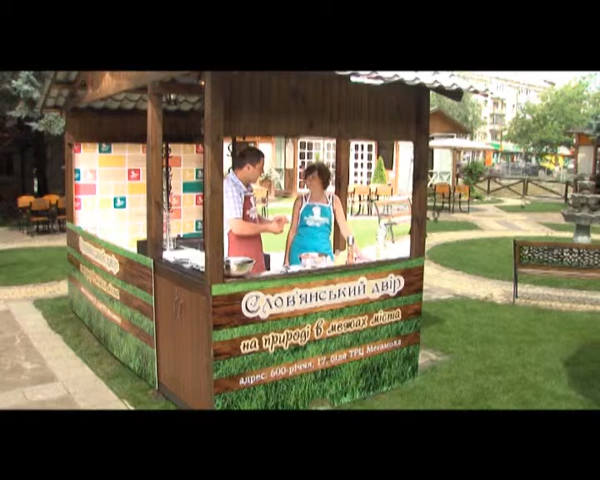 Слов'янський двір
на природі в межах міста
адреса: 600-річчя, 17, біля ТРЦ Мегамолл